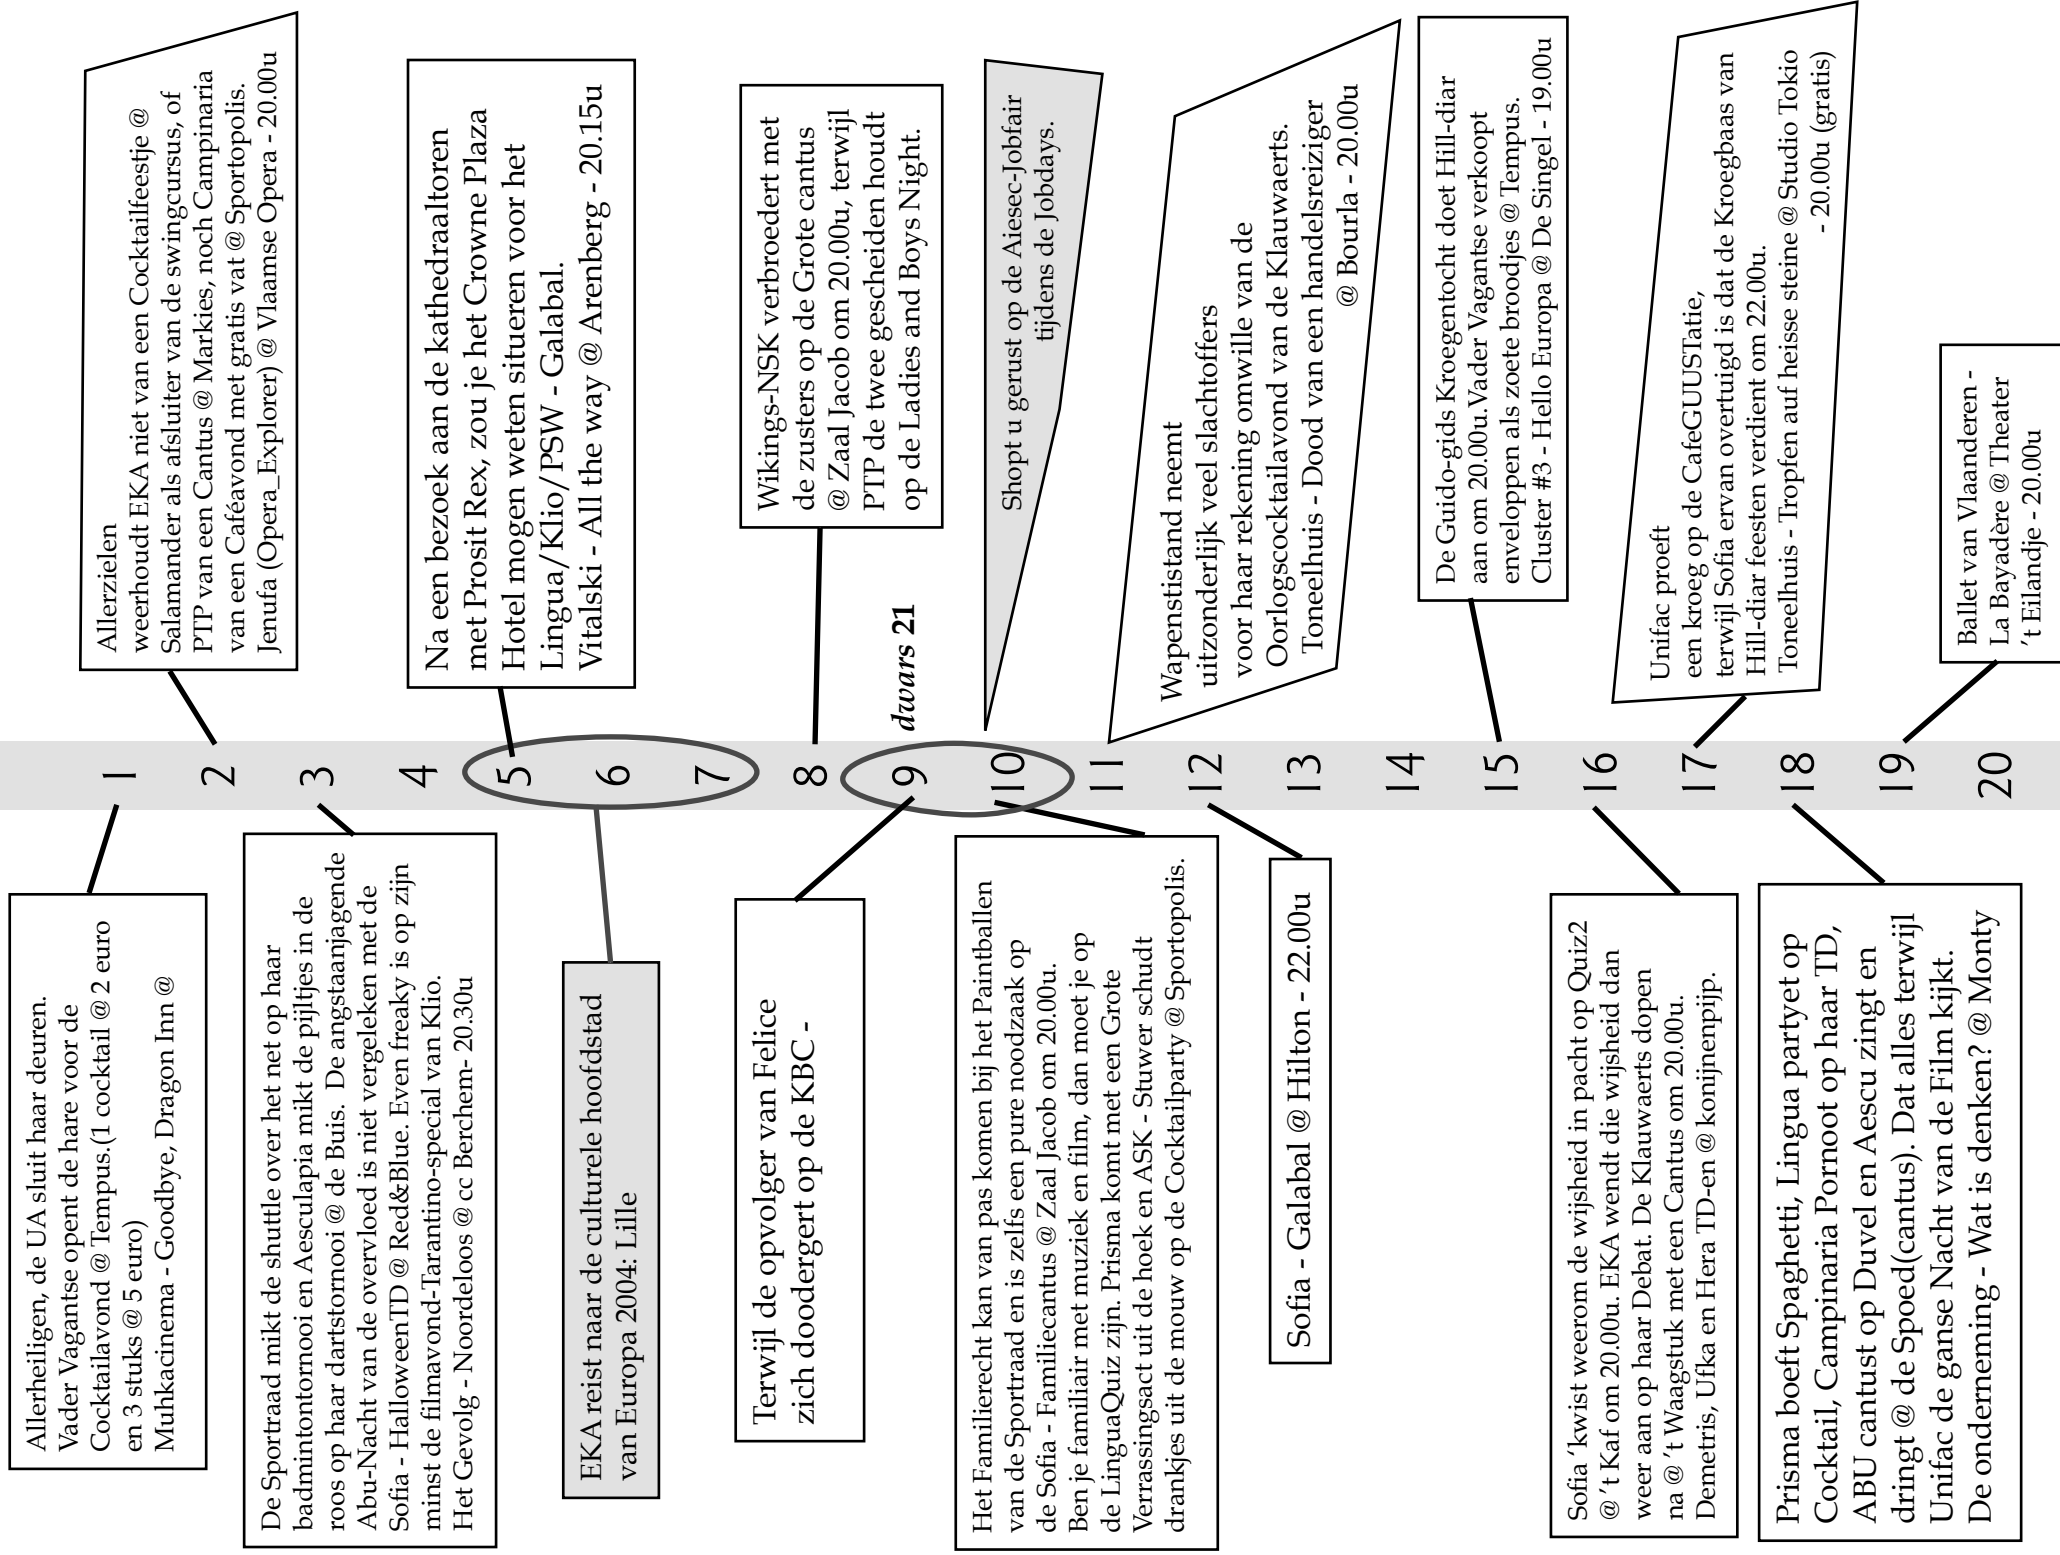 Allerzielen
weerhoudt EKA niet van een Cocktailfeestje @
Salamander als afsluiter van de swingcursus, of
PTP van een Cantus @ Markies, noch Campinaria
van een Caféavond met gratis vat @ Sportopolis.
Jenufa (Opera_Explorer) @ Vlaamse Opera - 20.00u
Na een bezoek aan de kathedraaltoren
met Prosit Rex, zou je het Crowne Plaza
Hotel mogen weten situeren voor het
Lingua/Klio/PSW - Galabal.
Vitalski - All the way @ Arenberg - 20.15u
Wikings-NSK verbroedert met
de zusters op de Grote cantus
@ Zaal Jacob om 20.00u, terwijl
PTP de twee gescheiden houdt
op de Ladies and Boys Night.
dwars 21
Shopt u gerust op de Aiesec-Jobfair
tijdens de Jobdays.
Wapenstistand neemt
uitzonderlijk veel slachtoffers
voor haar rekening omwille van de
Oorlogscocktailavond van de Klauwaerts.
Toneelhuis - Dood van een handelsreiziger
@ Bourla - 20.00u
De Guido-gids Kroegentocht doet Hill-diar
aan om 20.00u.Vader Vagantse verkoopt
enveloppen als zoete broodjes @ Tempus.
Cluster #3 - Hello Europa @ De Singel - 19.00u
Unifac proeft
een kroeg op de CafeGUUSTatie,
terwijl Sofia ervan overtuigd is dat de Kroegbaas van
Hill-diar feesten verdient om 22.00u.
Toneelhuis - Tropfen auf heisse steine @ Studio Tokio
- 20.00u (gratis)
Ballet van Vlaanderen -
La Bayadère @ Theater
't Eilandje - 20.00u
1
2
3
4
5
6
7
8
9
10
11
12
13
14
15
16
17
18
19
20
Allerheiligen, de UA sluit haar deuren.
Vader Vagantse opent de hare voor de
Cocktailavond @ Tempus.(1 cocktail @ 2 euro
en 3 stuks @ 5 euro)
Muhkacinema - Goodbye, Dragon Inn @
De Sportraad mikt de shuttle over het net op haar
badmintontornooi en Aesculapia mikt de pijltjes in de
roos op haar dartstornooi @ de Buis. De angstaanjagende
Abu-Nacht van de overvloed is niet vergeleken met de
Sofia - HalloweenTD @ Red&Blue. Even freaky is op zijn
minst de filmavond-Tarantino-special van Klio.
Het Gevolg - Noordeloos @ cc Berchem- 20.30u
EKA reist naar de culturele hoofdstad
van Europa 2004: Lille
Terwijl de opvolger van Felice
zich doodergert op de KBC -
Het Familierecht kan van pas komen bij het Paintballen
van de Sportraad en is zelfs een pure noodzaak op
de Sofia - Familiecantus @ Zaal Jacob om 20.00u.
Ben je familiair met muziek en film, dan moet je op
de LinguaQuiz zijn. Prisma komt met een Grote
Verrassingsact uit de hoek en ASK - Stuwer schudt
drankjes uit de mouw op de Cocktailparty @ Sportopolis.
Sofia - Galabal @ Hilton - 22.00u
Sofia 'kwist weerom de wijsheid in pacht op Quiz2
@ 't Kaf om 20.00u. EKA wendt die wijsheid dan
weer aan op haar Debat. De Klauwaerts dopen
na @ 't Waagstuk met een Cantus om 20.00u.
Demetris, Ufka en Hera TD-en @ konijnenpijp.
Prisma boeft Spaghetti, Lingua partyet op
Cocktail, Campinaria Pornoot op haar TD,
ABU cantust op Duvel en Aescu zingt en
dringt @ de Spoed(cantus). Dat alles terwijl
Unifac de ganse Nacht van de Film kijkt.
De onderneming - Wat is denken? @ Monty